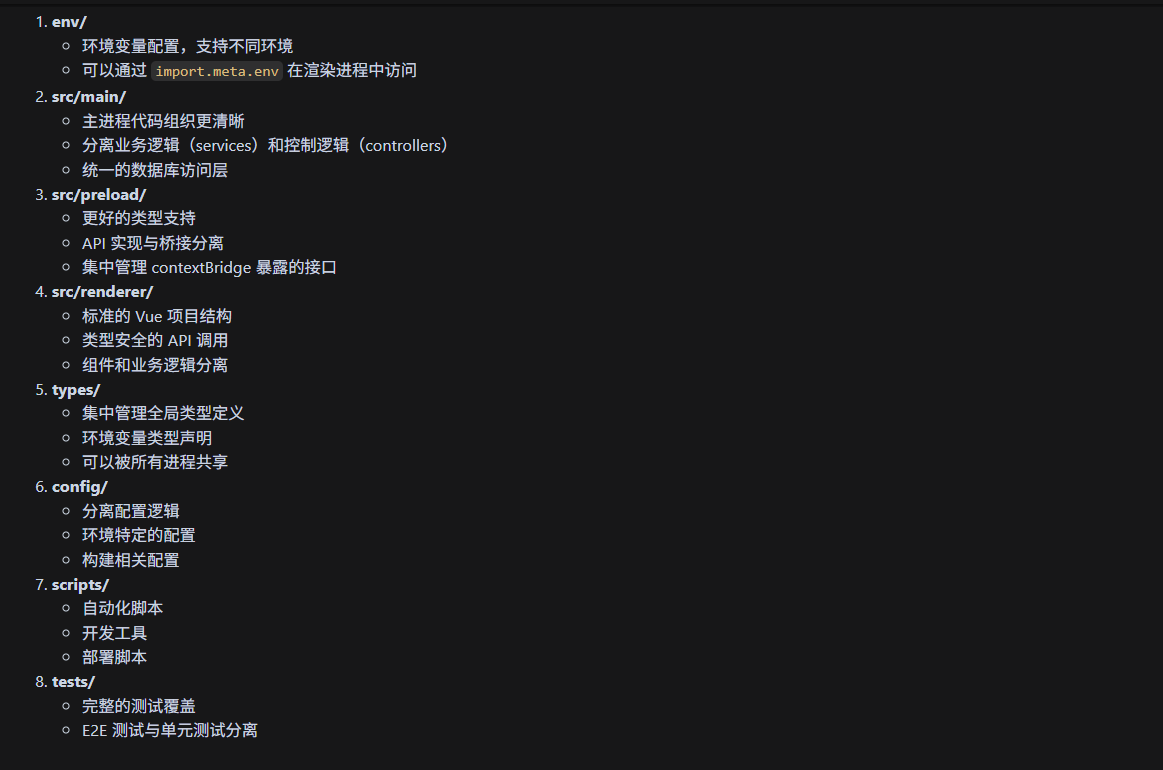 1. env/
○ 环境变量配置，支持不同环境
○ 可以通过 import.meta.env 在渲染进程中访问
2. src/main/
○ 主进程代码组织更清晰
○ 分离业务逻辑（services）和控制逻辑（controllers）
○ 统一的数据库访问层
3. src/preload/
○ 更好的类型支持
○ API 实现与桥接分离
○ 集中管理 contextBridge 暴露的接口
4. src/renderer/
○ 标准的 Vue 项目结构
○ 类型安全的 API 调用
○ 组件和业务逻辑分离
5. types/
○ 集中管理全局类型定义
○ 环境变量类型声明
○ 可以被所有进程共享
6. config/
○ 分离配置逻辑
○ 环境特定的配置
○ 构建相关配置
7. scripts/
○ 自动化脚本
○ 开发工具
○ 部署脚本
8. tests/
○ 完整的测试覆盖
○ E2E 测试与单元测试分离